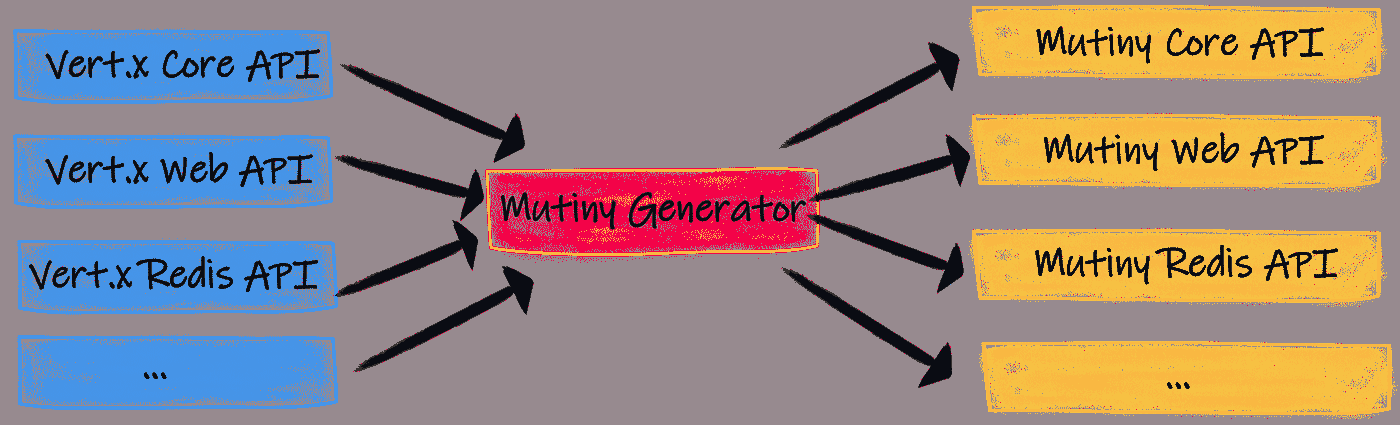 Vert.x Core API
Vert.x Web API
Vert.x Redis API
...
Mutiny Generator
Mutiny Core API
Mutiny Web API
Mutiny Redis API
...